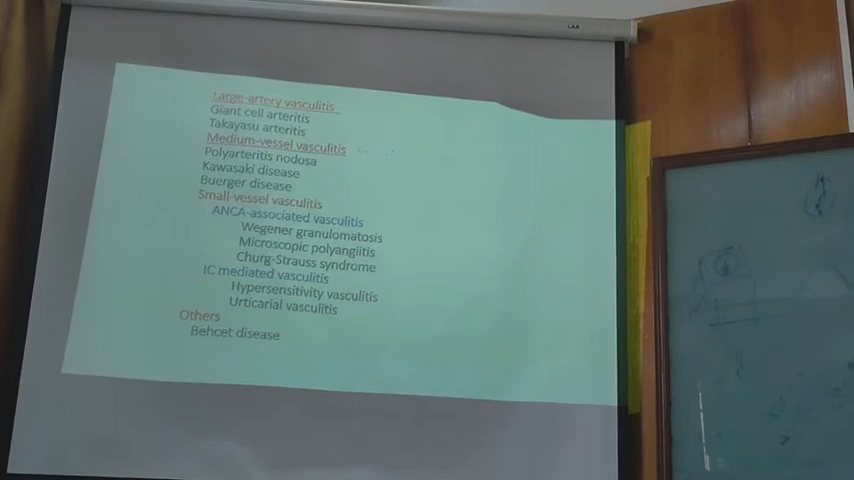 Large-artery vasculitis
Giant cell arteritis
Takayasu arteritis
Medium-vessel vasculitis
Polyarteritis nodosa
Kawasaki disease
Buerger disease
Small-vessel vasculitis
ANCA-associated vasculitis
Wegener granulomatosis
Microscopic polyangiitis
Churg-Strauss syndrome
IC mediated vasculitis
Hypersensitivity vasculitis
Urticarial vasculitis
Others
Behcet disease